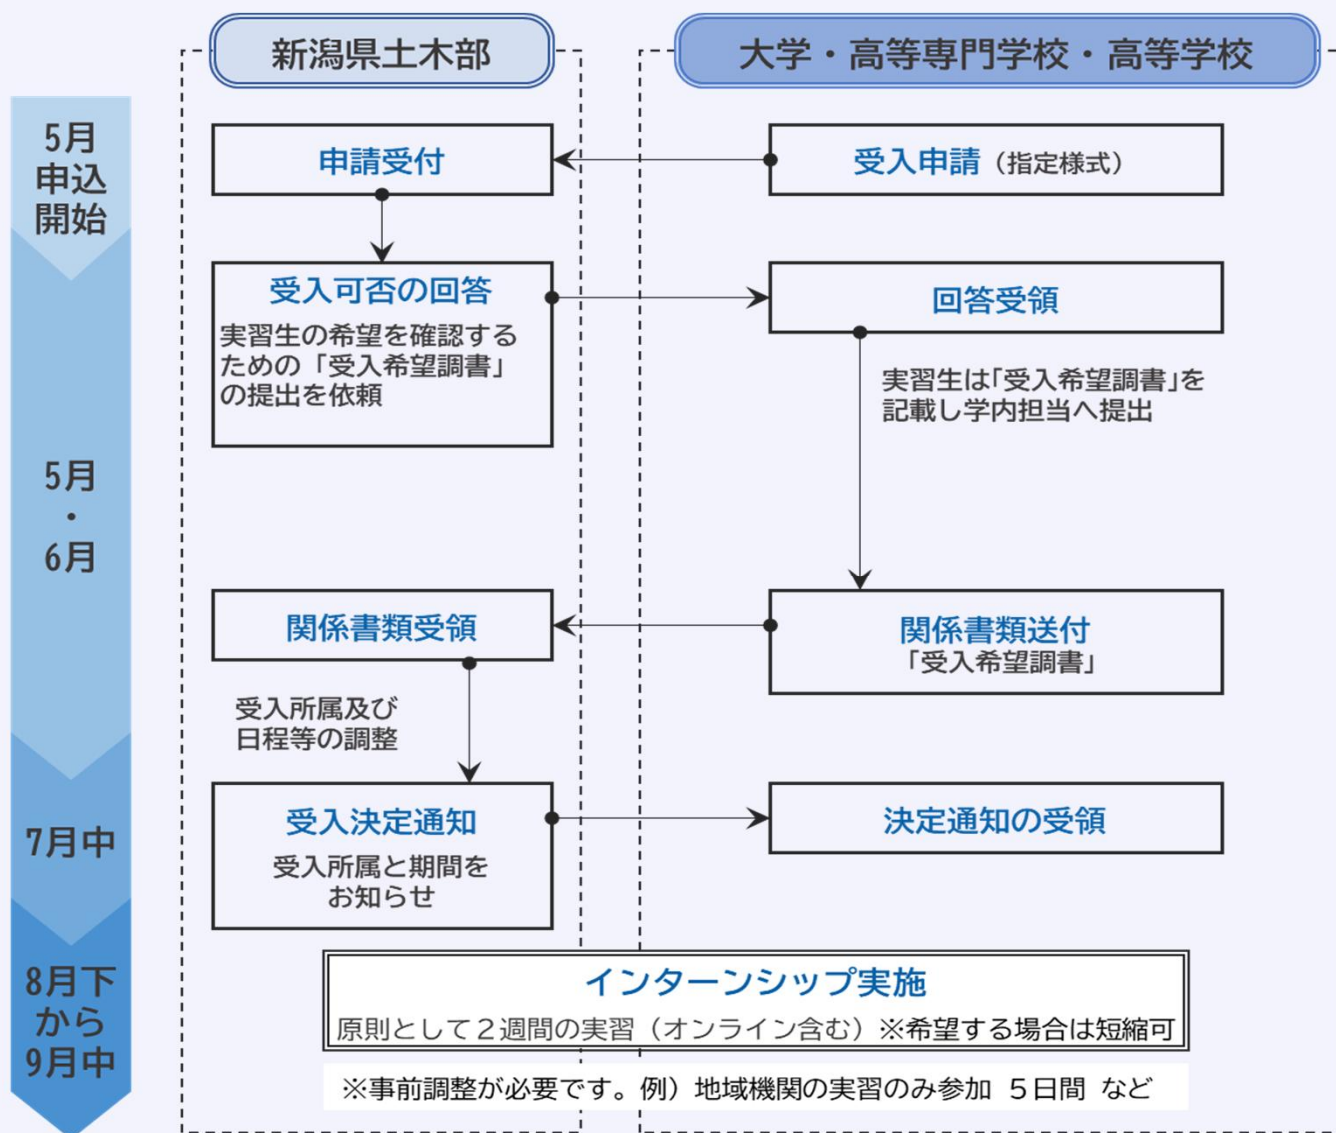 新潟県土木部
大学・高等専門学校・高等学校
5月
申込
開始
申請受付
受入申請（指定様式）
受入可否の回答
実習生の希望を確認する
ための「受入希望調書」
の提出を依頼
回答受領
実習生は「受入希望調書」を
記載し学内担当へ提出
5月
・
6月
関係書類受領
関係書類送付
「受入希望調書」
受入所属及び
日程等の調整
7月中
受入決定通知
受入所属と期間を
お知らせ
決定通知の受領
8月下
から
9月中
インターンシップ実施
原則として２週間の実習（オンライン含む）※希望する場合は短縮可
※事前調整が必要です。例）地域機関の実習のみ参加 ５日間 など